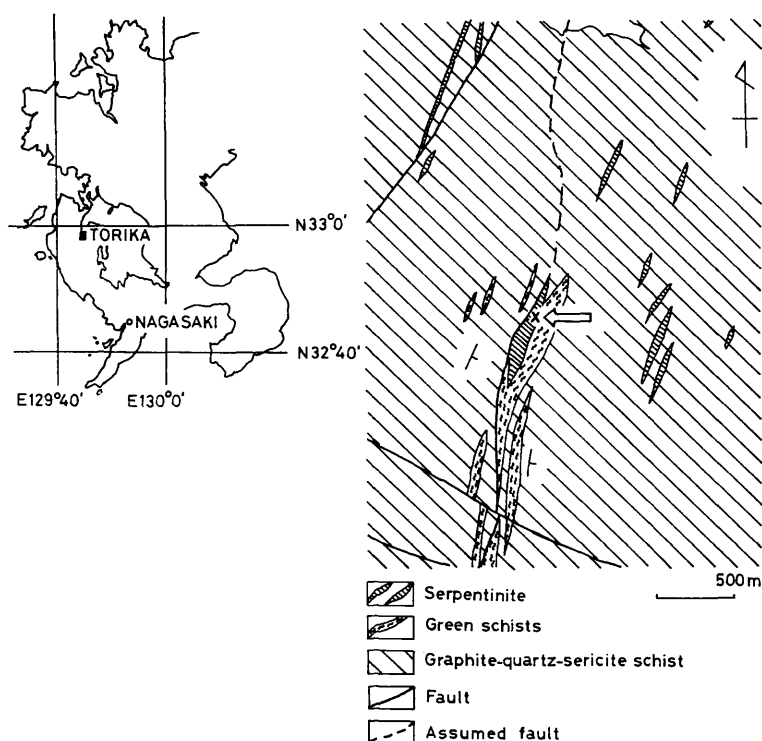 N33°0'
TORIKA
NAGASAKI
N32°40'
E129°40' E130°0'
500m
Serpentinite
Green schists
Graphite-quartz-sericite schist
Fault
Assumed fault